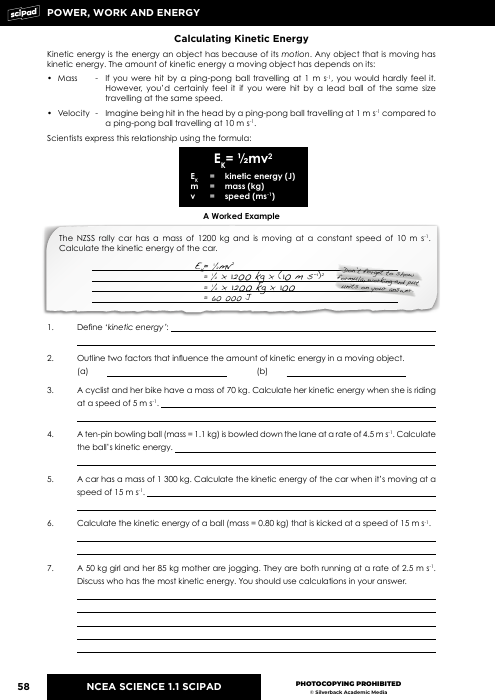 scipad POWER, WORK AND ENERGY
Calculating Kinetic Energy
Kinetic energy is the energy an object has because of its motion. Any object that is moving has
kinetic energy. The amount of kinetic energy a moving object has depends on its:
• Mass - If you were hit by a ping-pong ball travelling at 1 m s⁻¹, you would hardly feel it.
However, you'd certainly feel it if you were hit by a lead ball of the same size
travelling at the same speed.
• Velocity - Imagine being hit in the head by a ping-pong ball travelling at 1 m s⁻¹ compared to
a ping-pong ball travelling at 10 m s⁻¹.
Scientists express this relationship using the formula:
E_K = ½mv²
E_K = kinetic energy (J)
m = mass (kg)
v = speed (ms⁻¹)
A Worked Example
The NZSS rally car has a mass of 1200 kg and is moving at a constant speed of 10 m s⁻¹.
Calculate the kinetic energy of the car.
E_K = ½mv²
= ½ x 1200 kg x (10 m s⁻¹)²
= ½ x 1200 kg x 100
= 60 000 J
Don't forget to show
formula, working and put
units on your answer
1. Define 'kinetic energy':
2. Outline two factors that influence the amount of kinetic energy in a moving object.
(a) (b)
3. A cyclist and her bike have a mass of 70 kg. Calculate her kinetic energy when she is riding
at a speed of 5 m s⁻¹.
4. A ten-pin bowling ball (mass = 1.1 kg) is bowled down the lane at a rate of 4.5 m s⁻¹. Calculate
the ball's kinetic energy.
5. A car has a mass of 1 300 kg. Calculate the kinetic energy of the car when it's moving at a
speed of 15 m s⁻¹.
6. Calculate the kinetic energy of a ball (mass = 0.80 kg) that is kicked at a speed of 15 m s⁻¹.
7. A 50 kg girl and her 85 kg mother are jogging. They are both running at a rate of 2.5 m s⁻¹.
Discuss who has the most kinetic energy. You should use calculations in your answer.
58 NCEA SCIENCE 1.1 SCIPAD PHOTOCOPYING PROHIBITED
© Silverback Academic Media